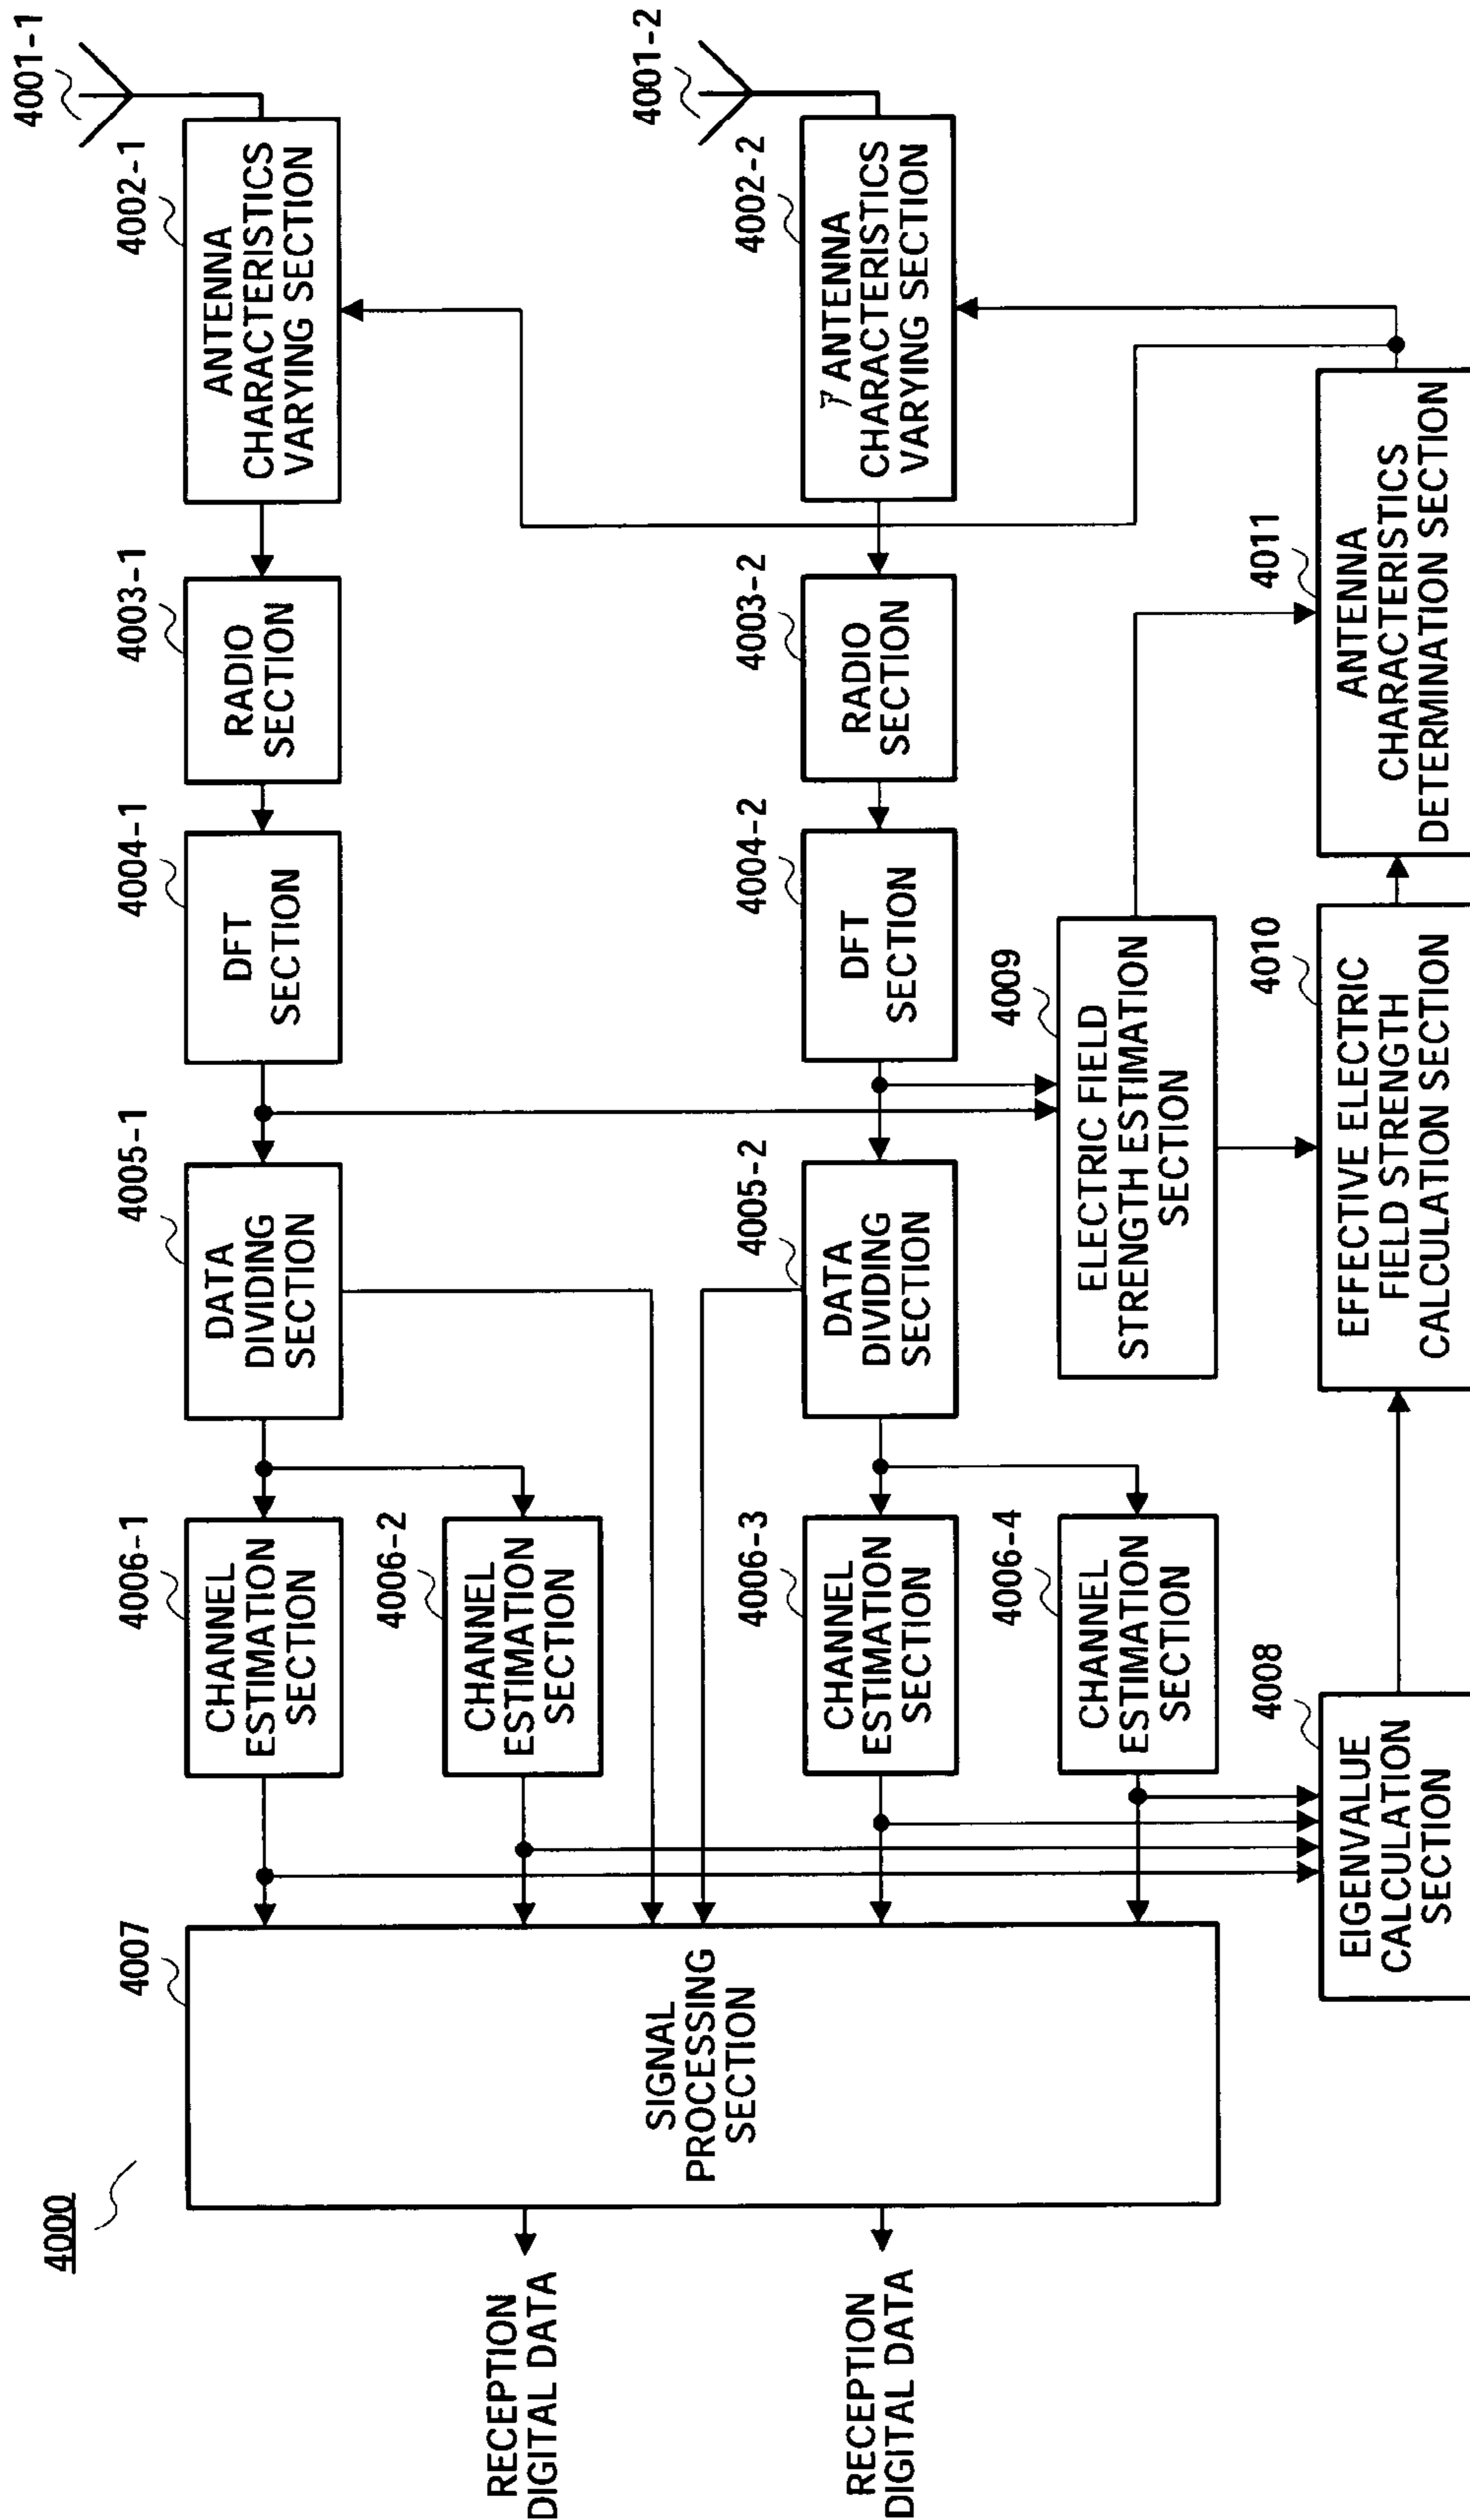 4000
4001-1
4002-1
ANTENNA
CHARACTERISTICS
VARYING SECTION
4003-1
RADIO
SECTION
4004-1
DFT
SECTION
4005-1
DATA
DIVIDING
SECTION
4006-1
CHANNEL
ESTIMATION
SECTION
4006-2
CHANNEL
ESTIMATION
SECTION
4007
SIGNAL
PROCESSING
SECTION
RECEPTION
DIGITAL DATA
RECEPTION
DIGITAL DATA
4001-2
4002-2
ア ANTENNA
CHARACTERISTICS
VARYING SECTION
4003-2
RADIO
SECTION
4004-2
DFT
SECTION
4005-2
DATA
DIVIDING
SECTION
4006-3
CHANNEL
ESTIMATION
SECTION
4006-4
CHANNEL
ESTIMATION
SECTION
4009
ELECTRIC FIELD
STRENGTH ESTIMATION
SECTION
4008
EIGENVALUE
CALCULATION
SECTION
4010
EFFECTIVE ELECTRIC
FIELD STRENGTH
CALCULATION SECTION
4011
ANTENNA
CHARACTERISTICS
DETERMINATION SECTION